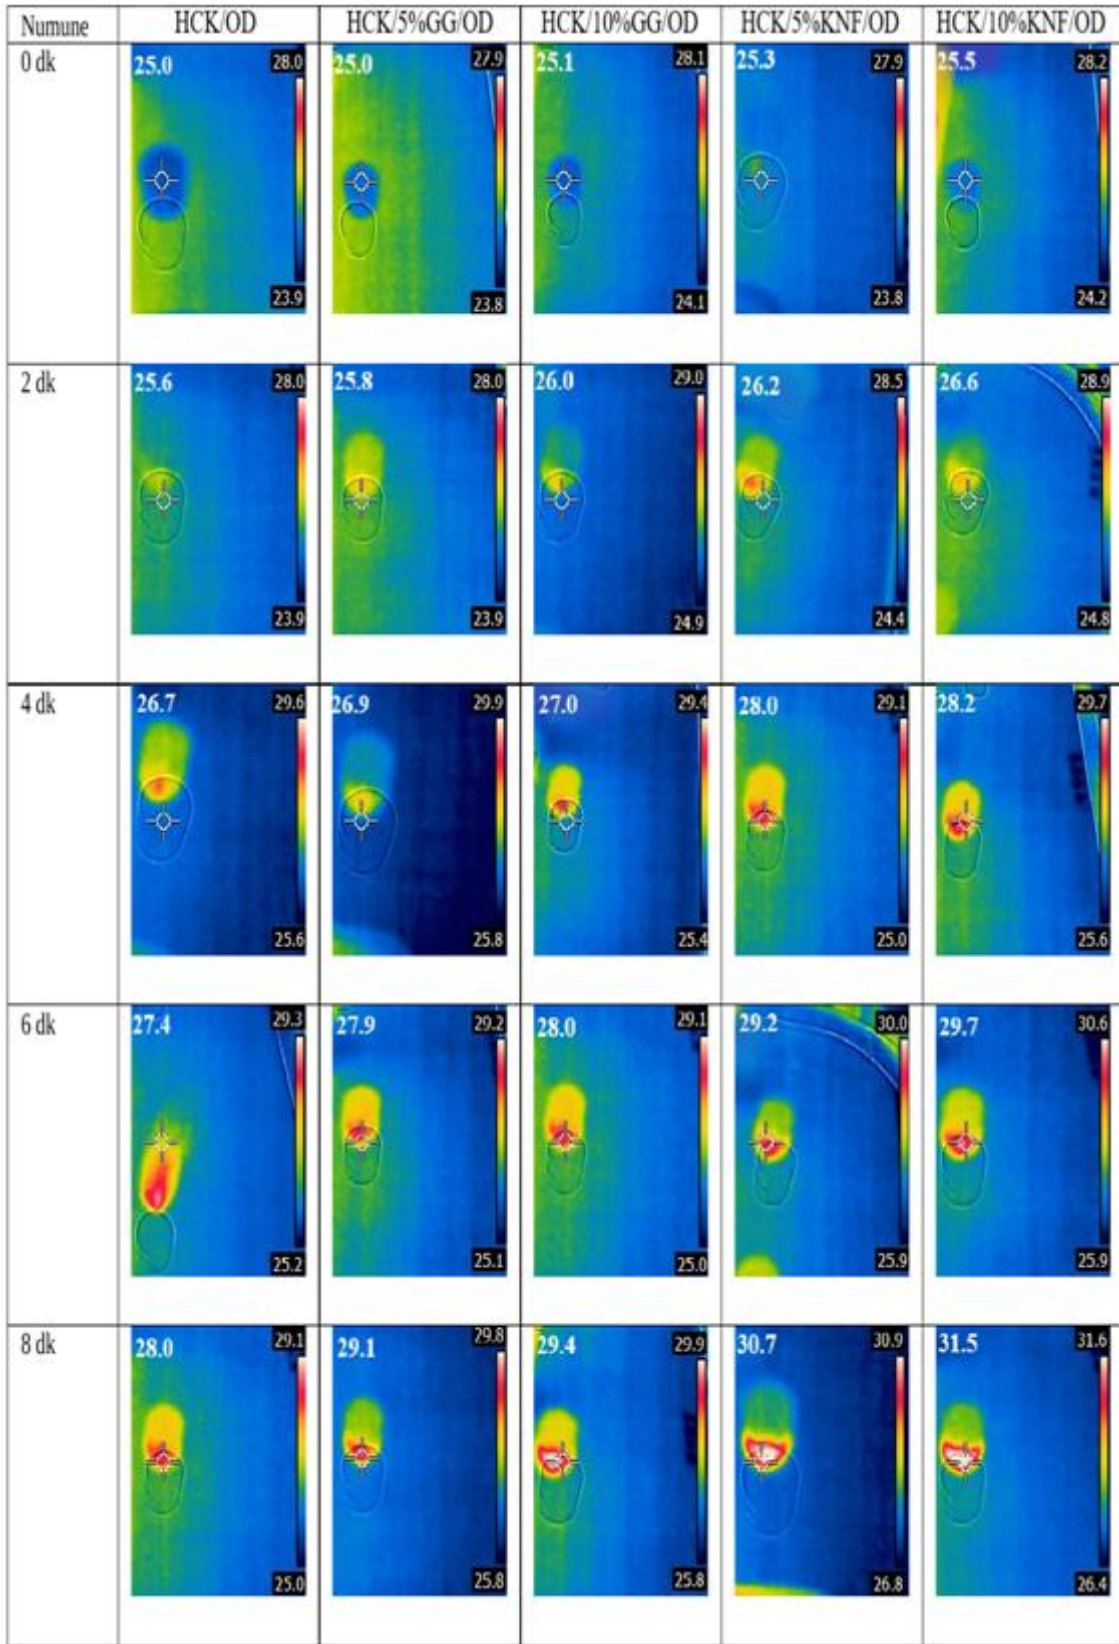 Numune HCK/OD HCK/5%GG/OD HCK/10%GG/OD HCK/5%KNF/OD HCK/10%KNF/OD
0 dk
25.0 28.0 25.0 27.9 25.1 28.1 25.3 27.9 25.5 28.2
23.9 23.8 24.1 23.8 24.2
2 dk
25.6 28.0 25.8 28.0 26.0 29.0 26.2 28.5 26.6 28.9
23.9 23.9 24.9 24.4 24.8
4 dk
26.7 29.6 26.9 29.9 27.0 29.4 28.0 29.1 28.2 29.7
25.6 25.8 25.4 25.0 25.6
6 dk
27.4 29.3 27.9 29.2 28.0 29.1 29.2 30.0 29.7 30.6
25.2 25.1 25.0 25.9 25.9
8 dk
28.0 29.1 29.1 29.8 29.4 29.9 30.7 30.9 31.5 31.6
25.0 25.8 25.8 26.8 26.4